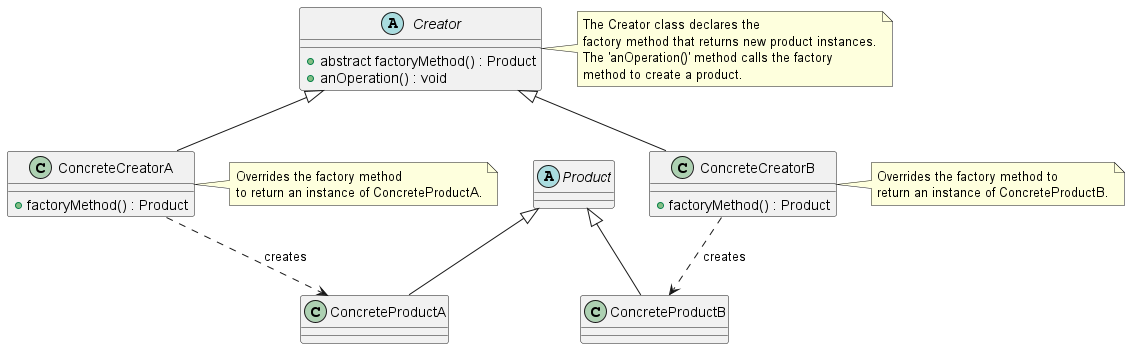 A Creator
abstract factoryMethod() : Product
anOperation() : void
The Creator class declares the
factory method that returns new product instances.
The 'anOperation()' method calls the factory
method to create a product.
C ConcreteCreatorA
factoryMethod() : Product
Overrides the factory method
to return an instance of ConcreteProductA.
A Product
C ConcreteCreatorB
factoryMethod() : Product
Overrides the factory method to
return an instance of ConcreteProductB.
creates
creates
C ConcreteProductA
C ConcreteProductB